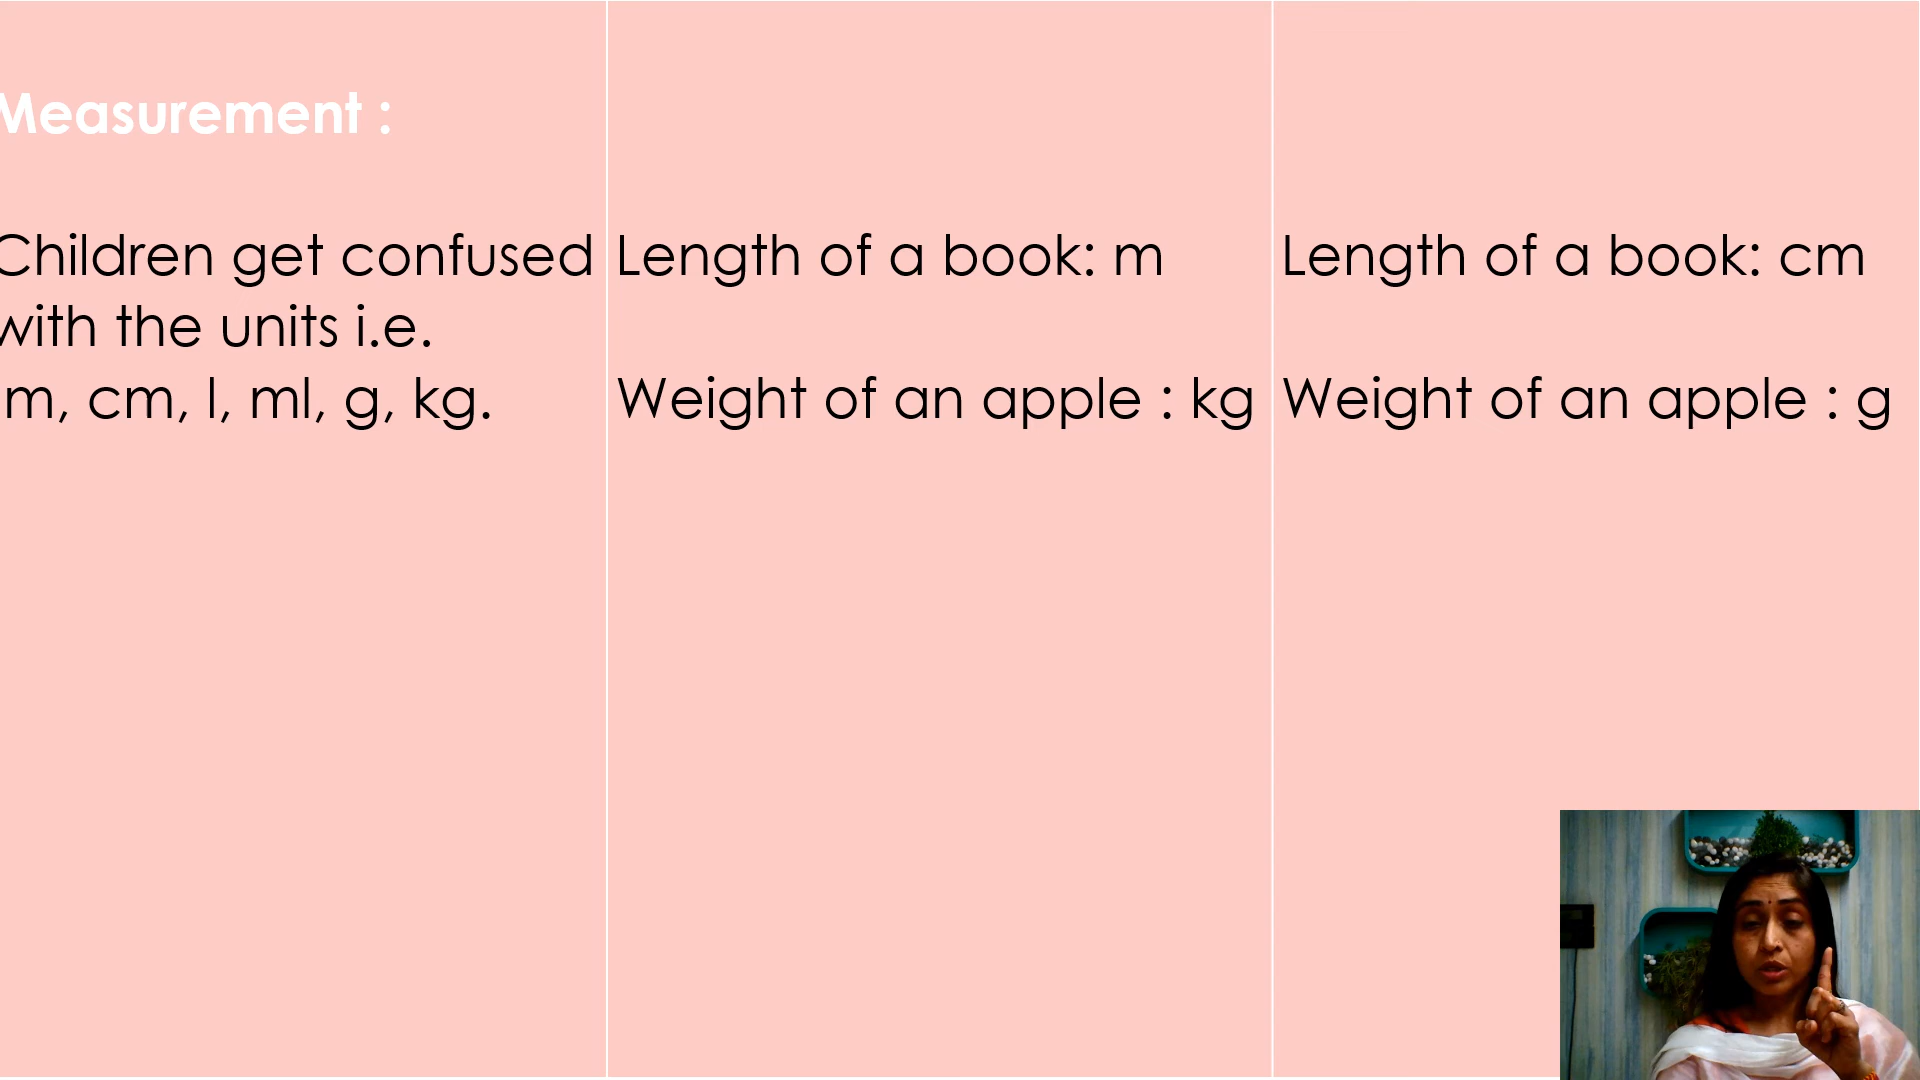 Measurement :
Children get confused
with the units i.e.
m, cm, l, ml, g, kg.
Length of a book: m
Weight of an apple : kg
Length of a book: cm
Weight of an apple : g